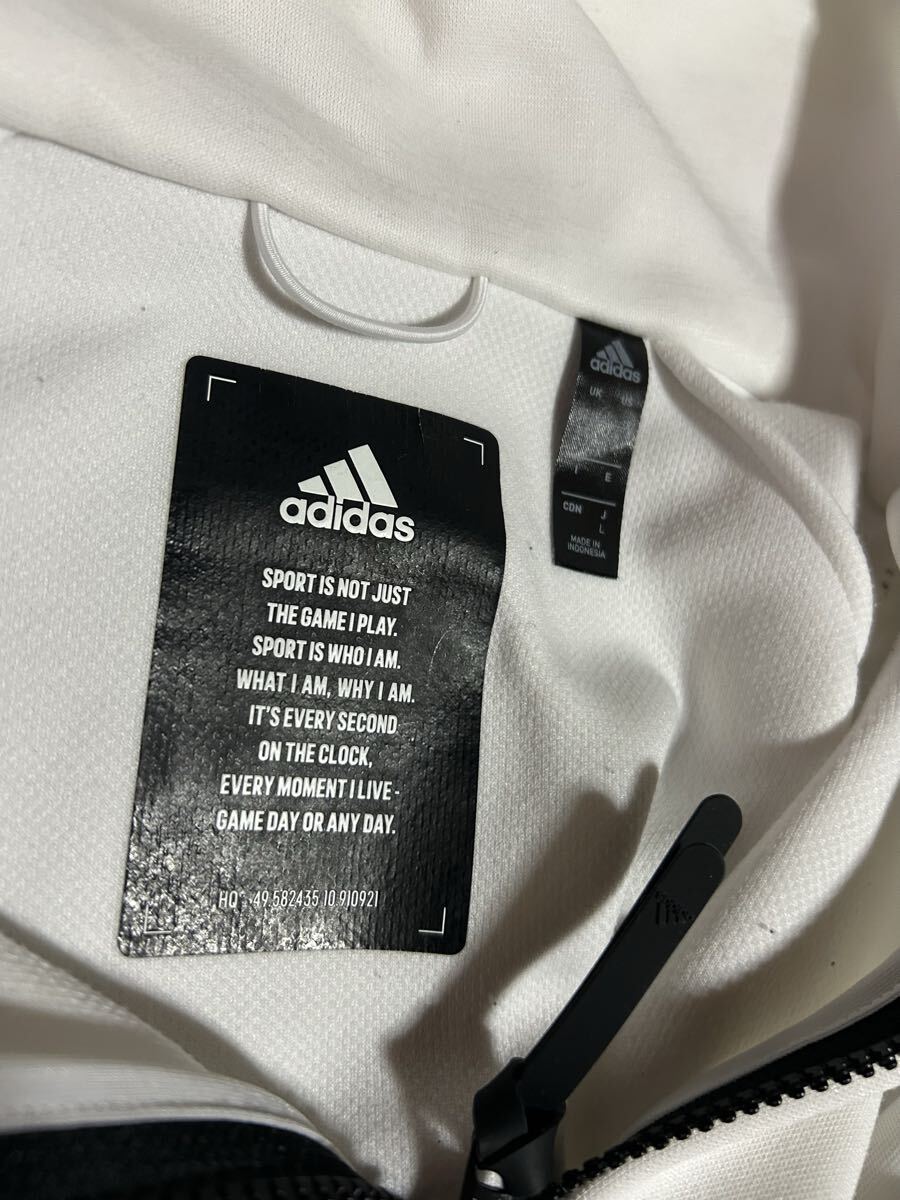 adidas
SPORT IS NOT JUST
THE GAME I PLAY.
SPORT IS WHO I AM.
WHAT I AM, WHY I AM.
IT'S EVERY SECOND
ON THE CLOCK,
EVERY MOMENT I LIVE -
GAME DAY OR ANY DAY.
HQ 49.582435 10.910921
adidas
UK US
E
CDN J
L
MADE IN
INDONESIA